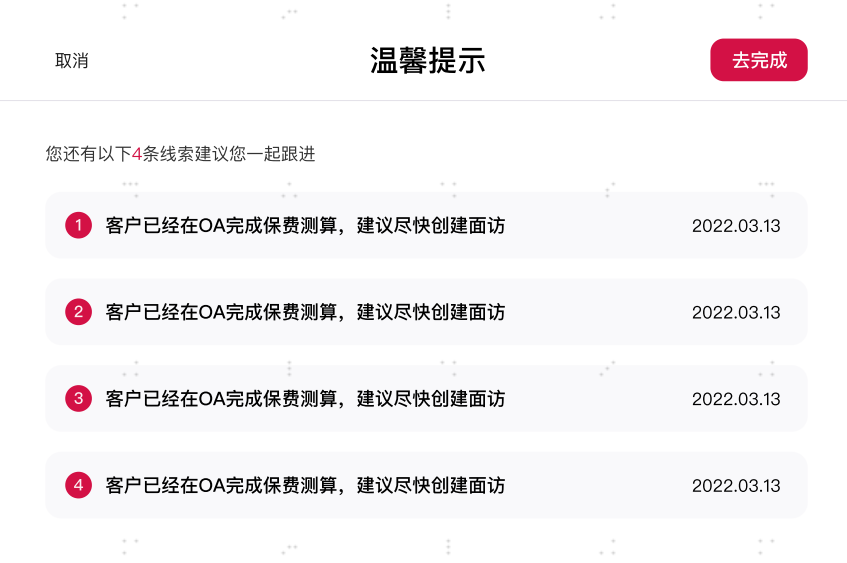 取消
温馨提示
去完成
您还有以下4条线索建议您一起跟进
1 客户已经在OA完成保费测算，建议尽快创建面访 2022.03.13
2 客户已经在OA完成保费测算，建议尽快创建面访 2022.03.13
3 客户已经在OA完成保费测算，建议尽快创建面访 2022.03.13
4 客户已经在OA完成保费测算，建议尽快创建面访 2022.03.13